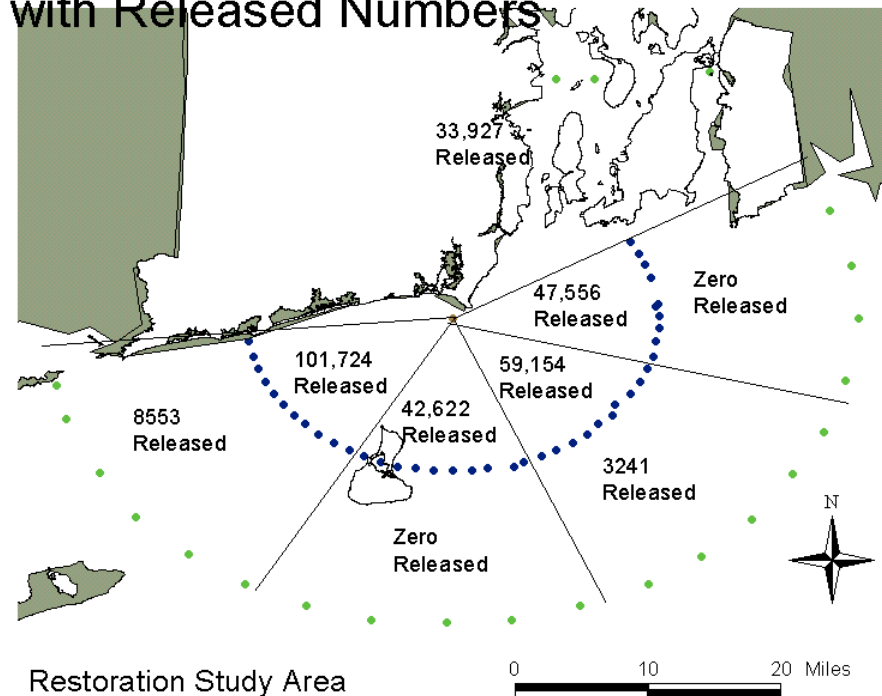 with Released Numbers
33,927
Released
47,556
Released
Zero
Released
101,724
Released
59,154
Released
8553
Released
42,622
Released
3241
Released
Zero
Released
N
Restoration Study Area
0 10 20 Miles